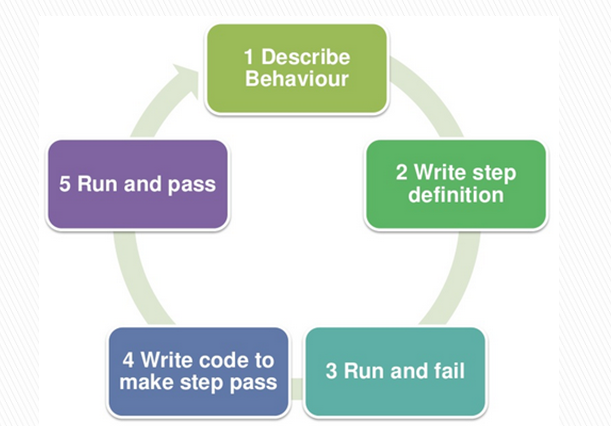 1 Describe
Behaviour
2 Write step
definition
3 Run and fail
4 Write code to
make step pass
5 Run and pass